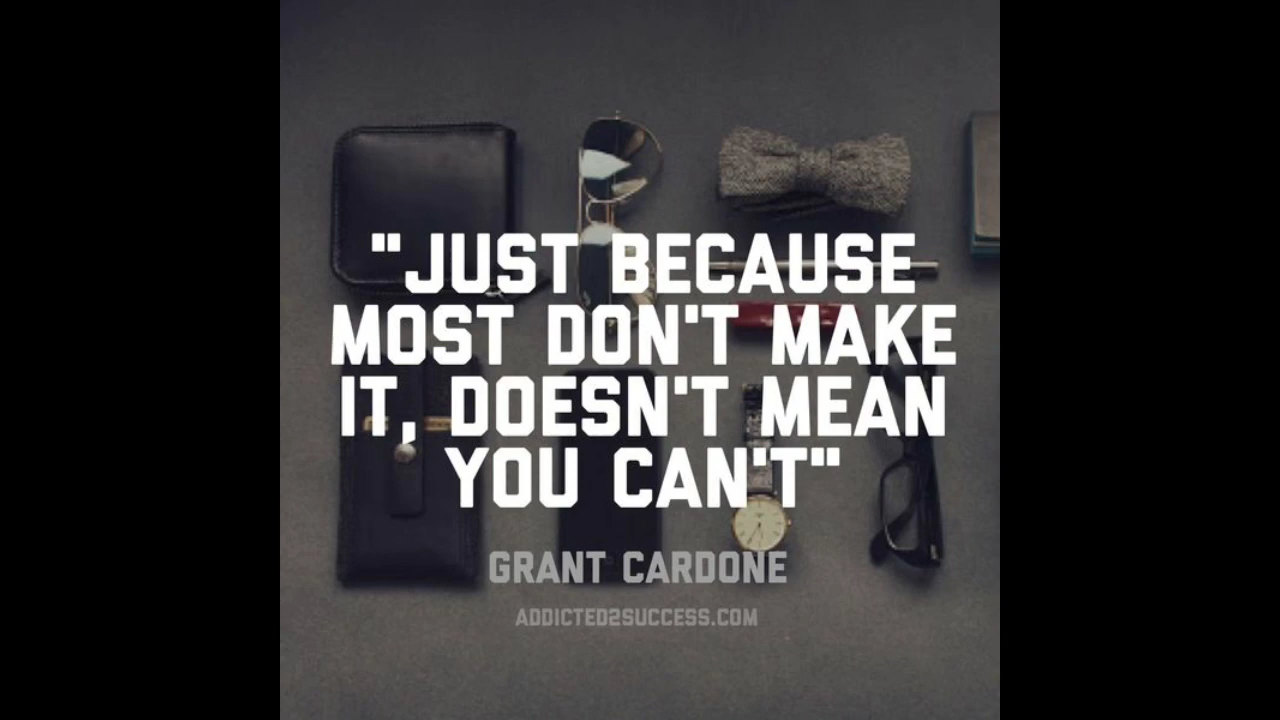 "JUST BECAUSE
MOST DON'T MAKE
IT, DOESN'T MEAN
YOU CAN'T"
GRANT CARDONE
ADDICTED2SUCCESS.COM